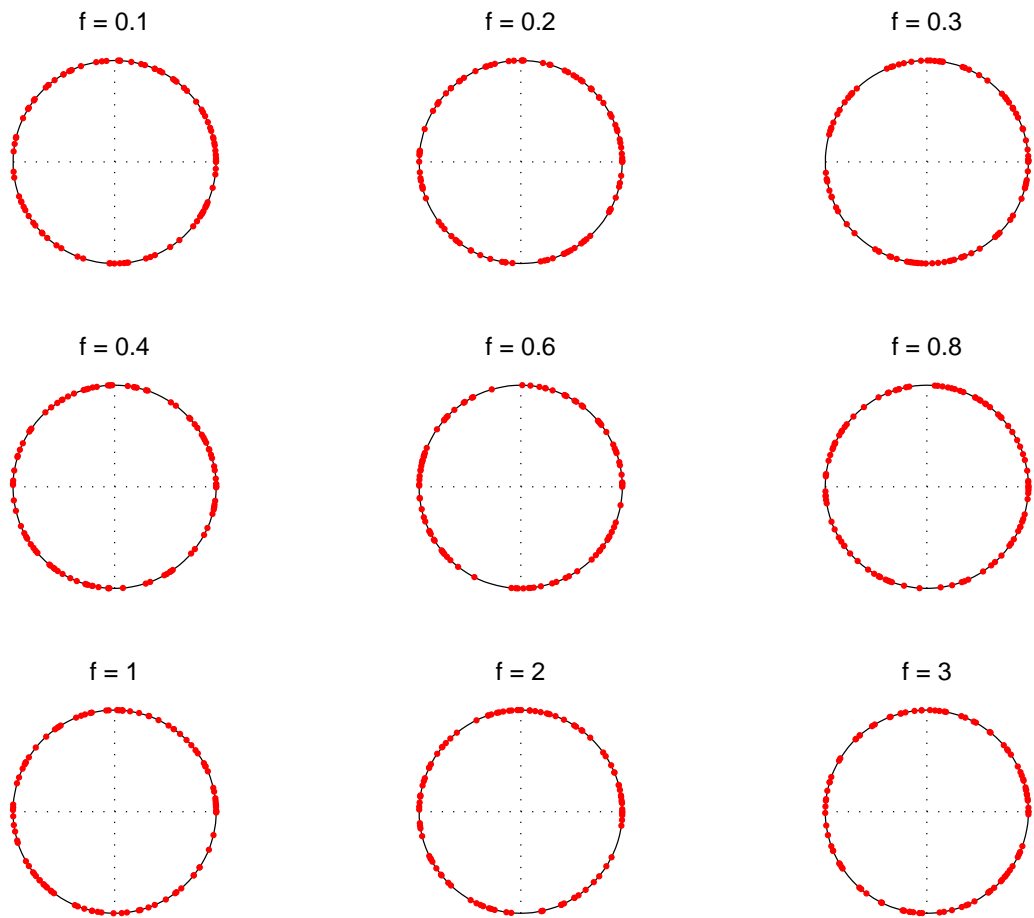 f = 0.1
f = 0.2
f = 0.3
f = 0.4
f = 0.6
f = 0.8
f = 1
f = 2
f = 3